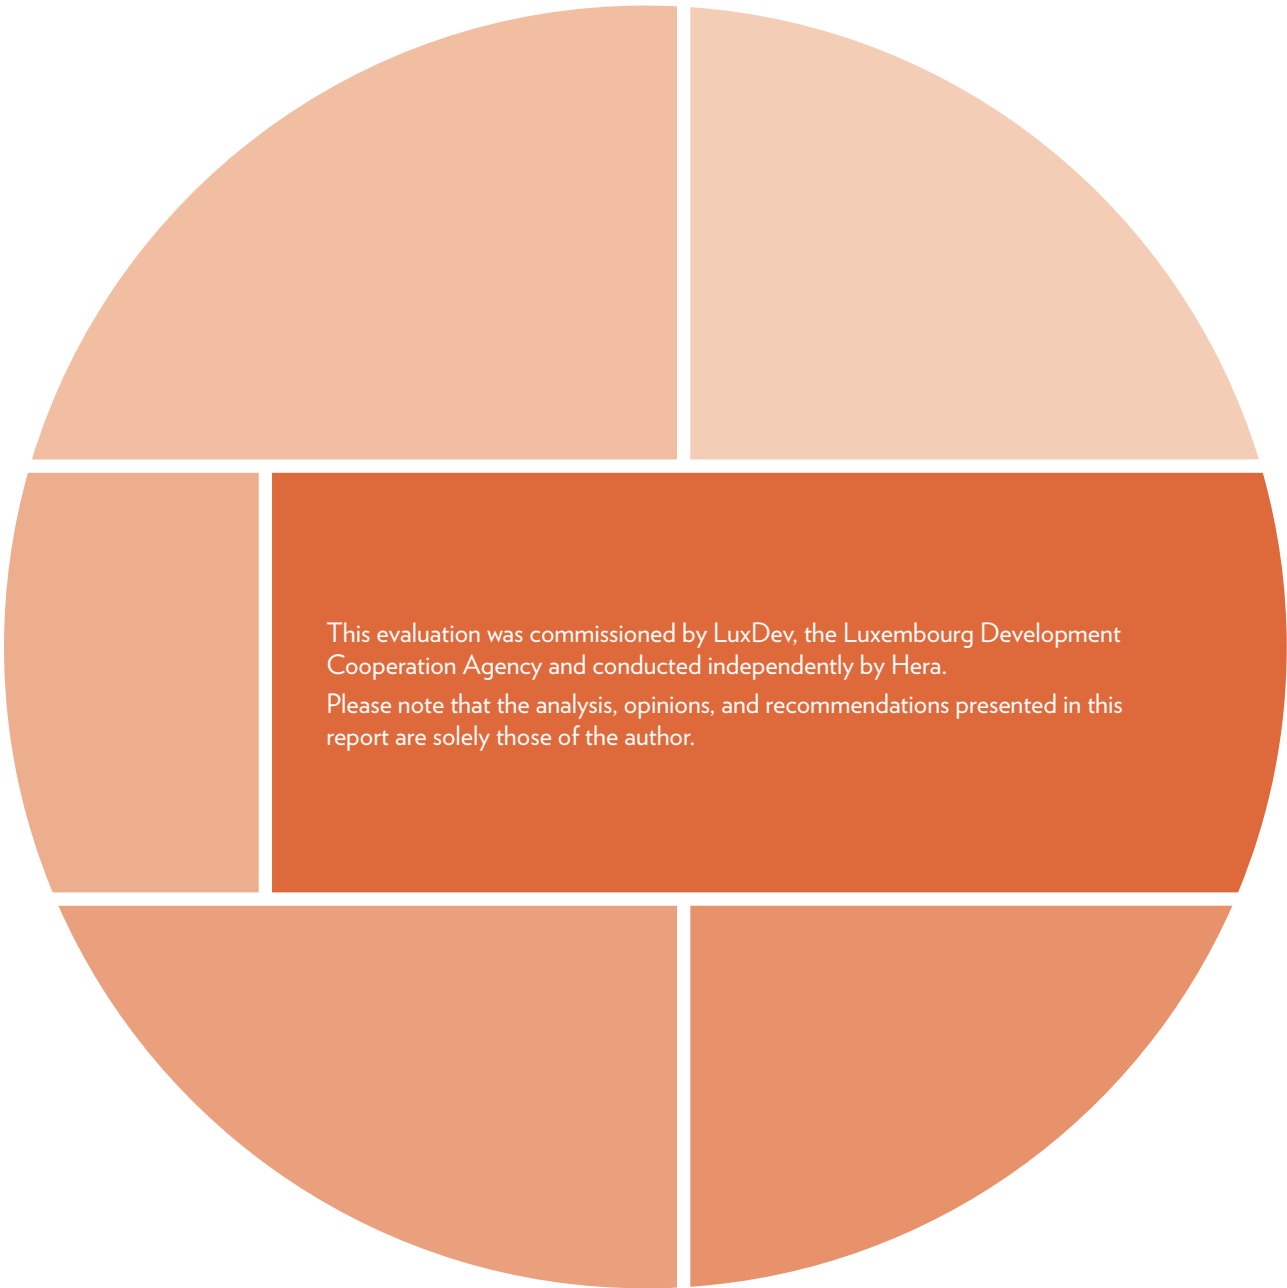 This evaluation was commissioned by LuxDev, the Luxembourg Development
Cooperation Agency and conducted independently by Hera.
Please note that the analysis, opinions, and recommendations presented in this
report are solely those of the author.